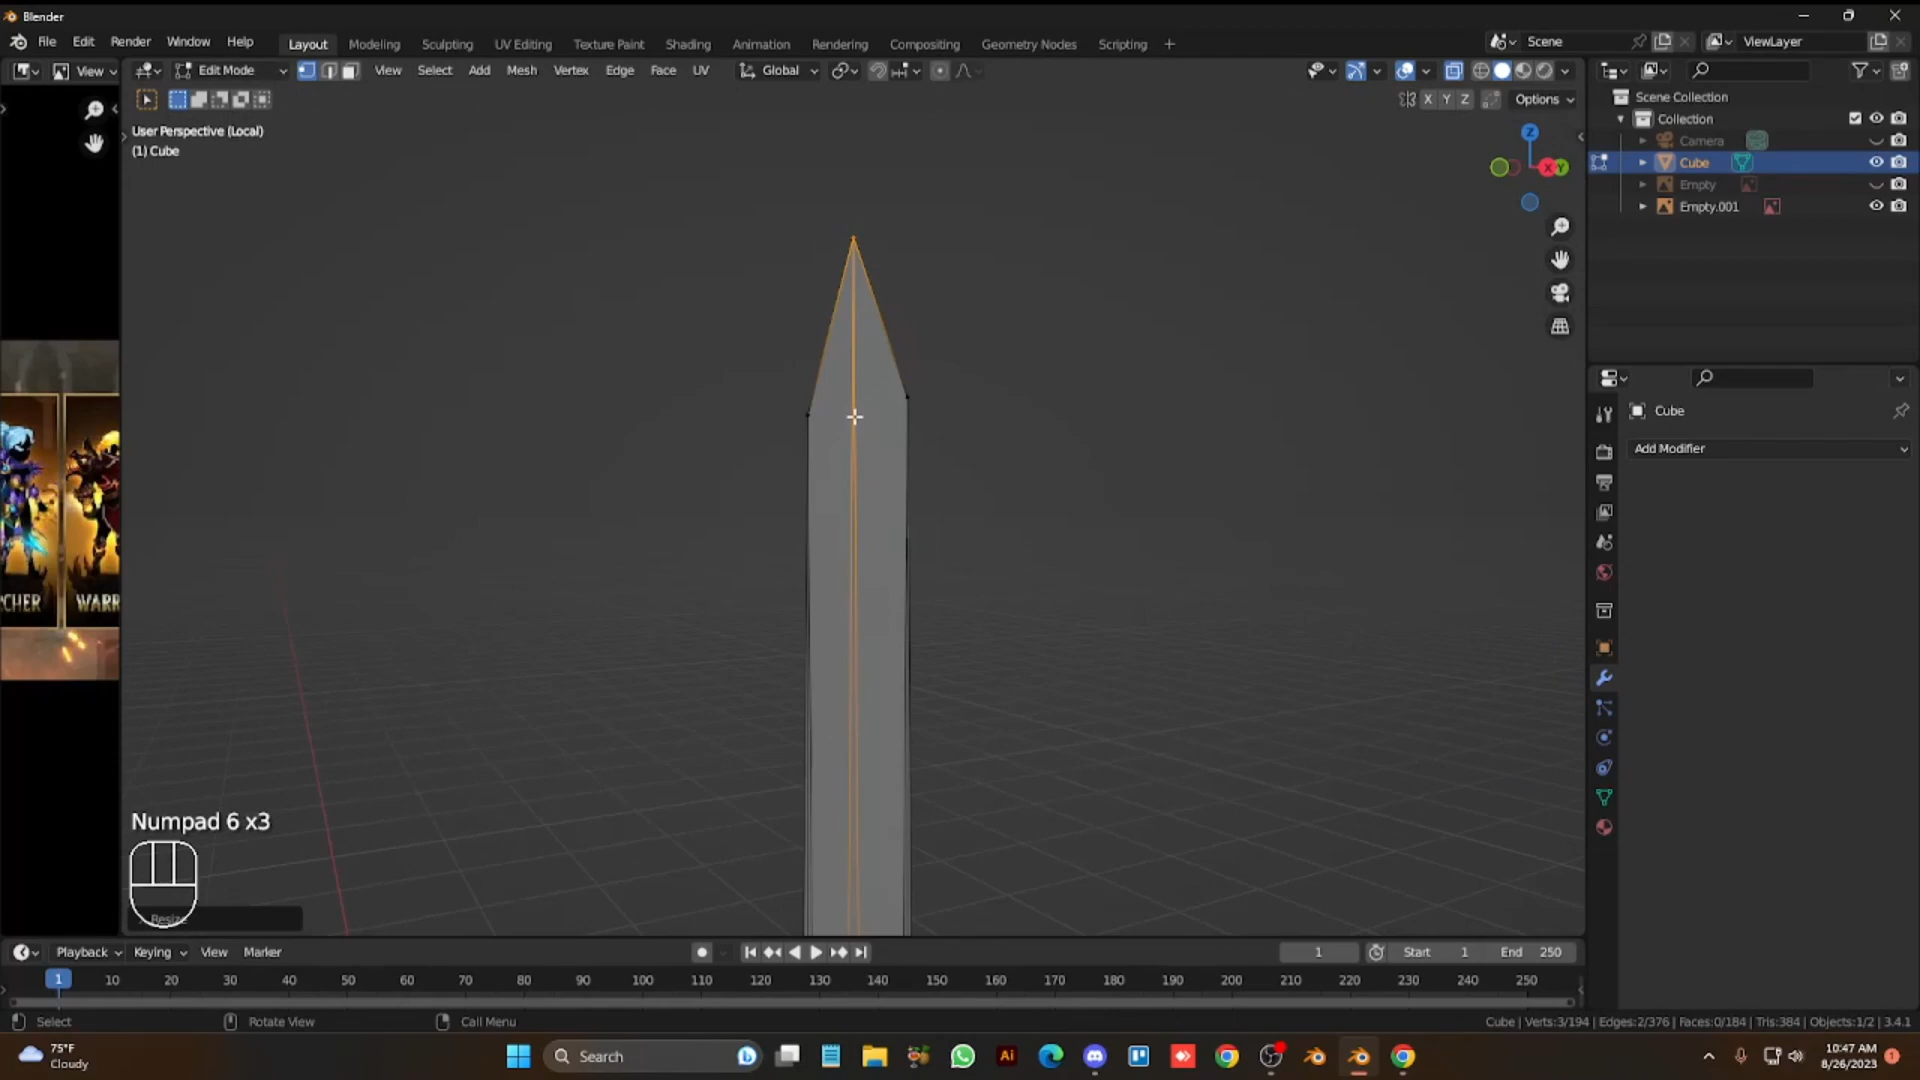 Blender
File Edit Render Window Help Layout Modeling Sculpting UV Editing Texture Paint Shading Animation Rendering Compositing Geometry Nodes Scripting + Scene ViewLayer
View Edit Mode View Select Add Mesh Vertex Edge Face UV Global
X Y Z Options
User Perspective (Local)
(1) Cube
Z
X Y
Scene Collection
Collection
Camera
Cube
Empty
Empty.001
Cube
Add Modifier
CHER WARR
Numpad 6 x3
Resize
Playback Keying View Marker 1 Start 1 End 250
1 10 20 30 40 50 60 70 80 90 100 110 120 130 140 150 160 170 180 190 200 210 220 230 240 250
Select Rotate View Call Menu Cube | Verts:3/194 | Edges:2/376 | Faces:0/184 | Tris:384 | Objects:1/2 | 3.4.1
75°F
Cloudy
Search
Ai
10:47 AM
8/26/2023
1